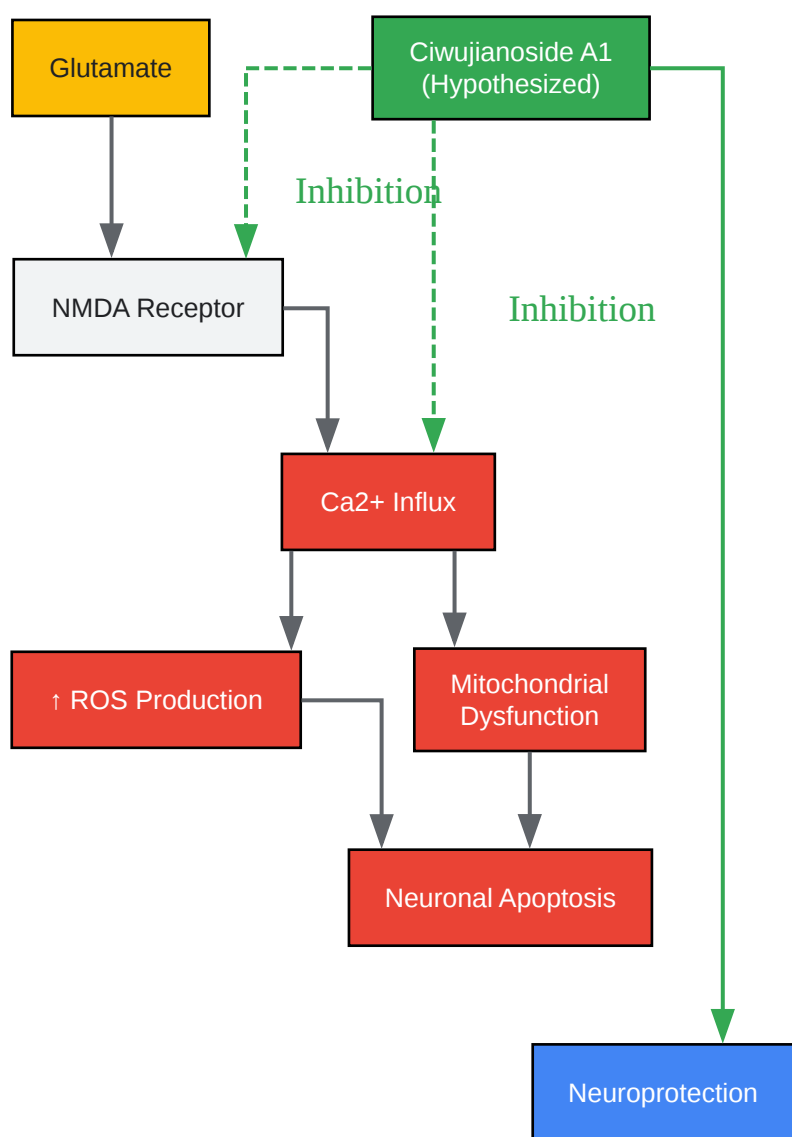 Glutamate
Ciwujianoside A1
(Hypothesized)
Inhibition
NMDA Receptor
Inhibition
Ca2+ Influx
↑ ROS Production
Mitochondrial
Dysfunction
Neuronal Apoptosis
Neuroprotection